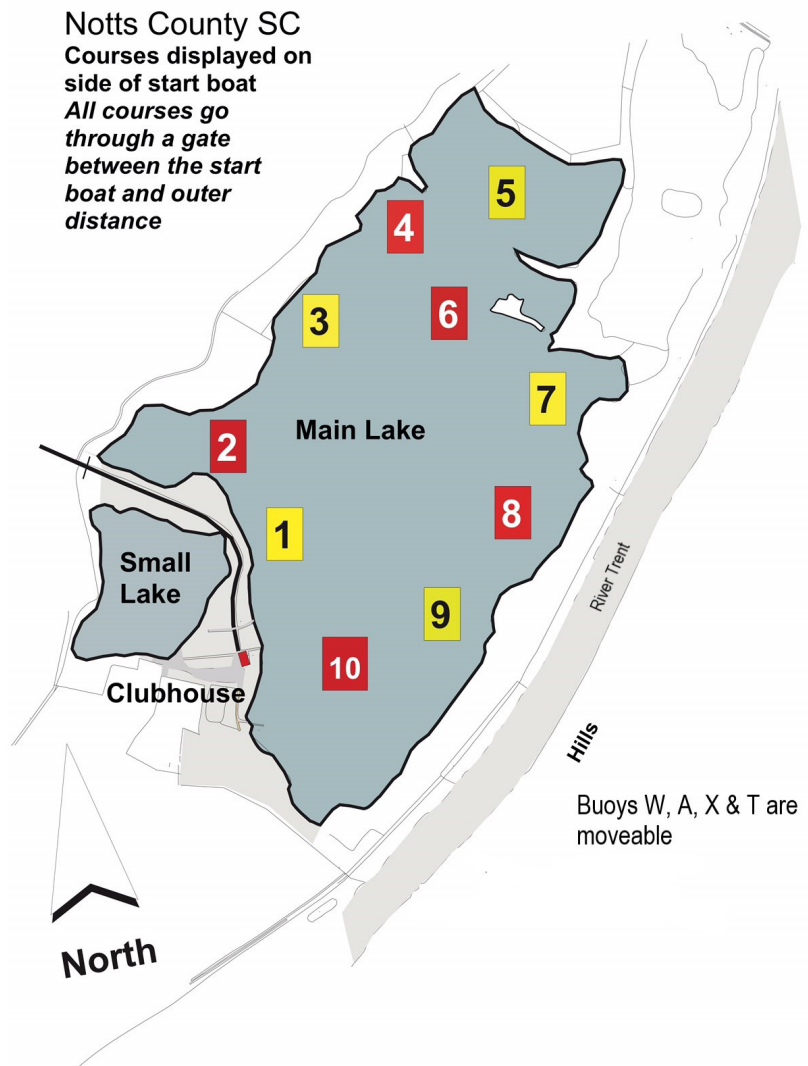 Notts County SC
Courses displayed on
side of start boat
All courses go
through a gate
between the start
boat and outer
distance
5
4
6
3
7
Main Lake
2
8
1
Small
Lake
River Trent
9
10
Clubhouse
Hills
Buoys W, A, X & T are
moveable
North